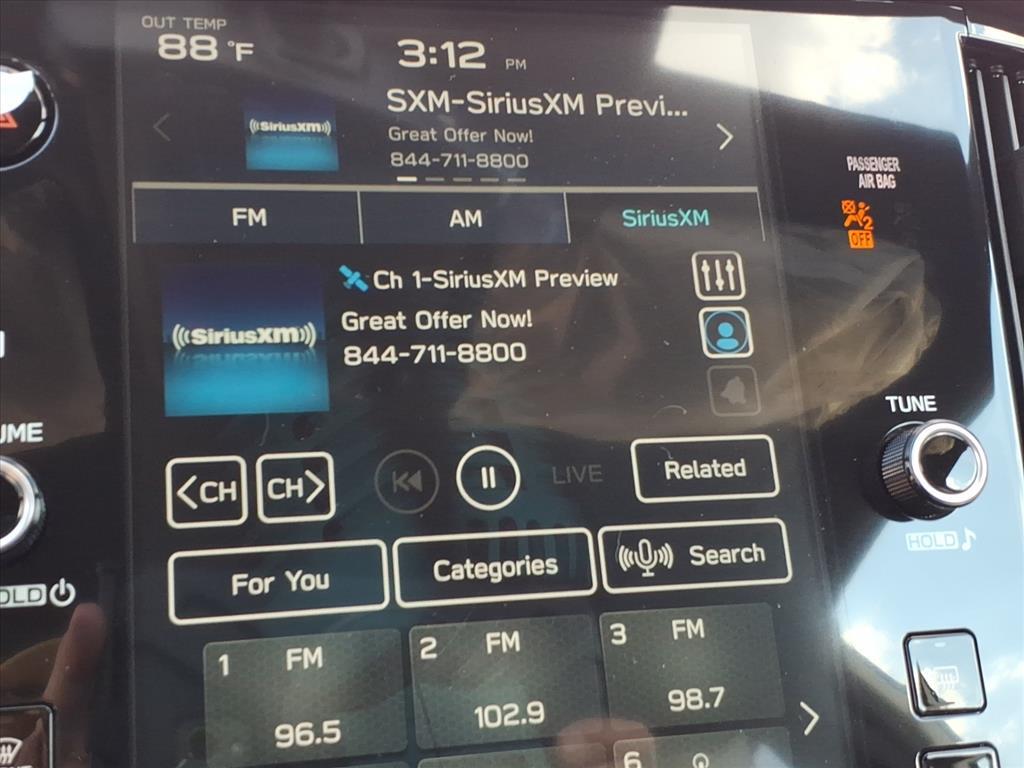 OUT TEMP
88 °F
3:12 PM
SXM-SiriusXM Previ...
((SiriusXM))
Great Offer Now!
844-711-8800
PASSENGER
AIR BAG
2
OFF
FM
AM
SiriusXM
Ch 1-SiriusXM Preview
((SiriusXM))
Great Offer Now!
844-711-8800
TUNE
UME
<CH
CH>
LIVE
Related
HOLD
OLD
For You
Categories
Search
1 FM
96.5
2 FM
102.9
3 FM
98.7
6